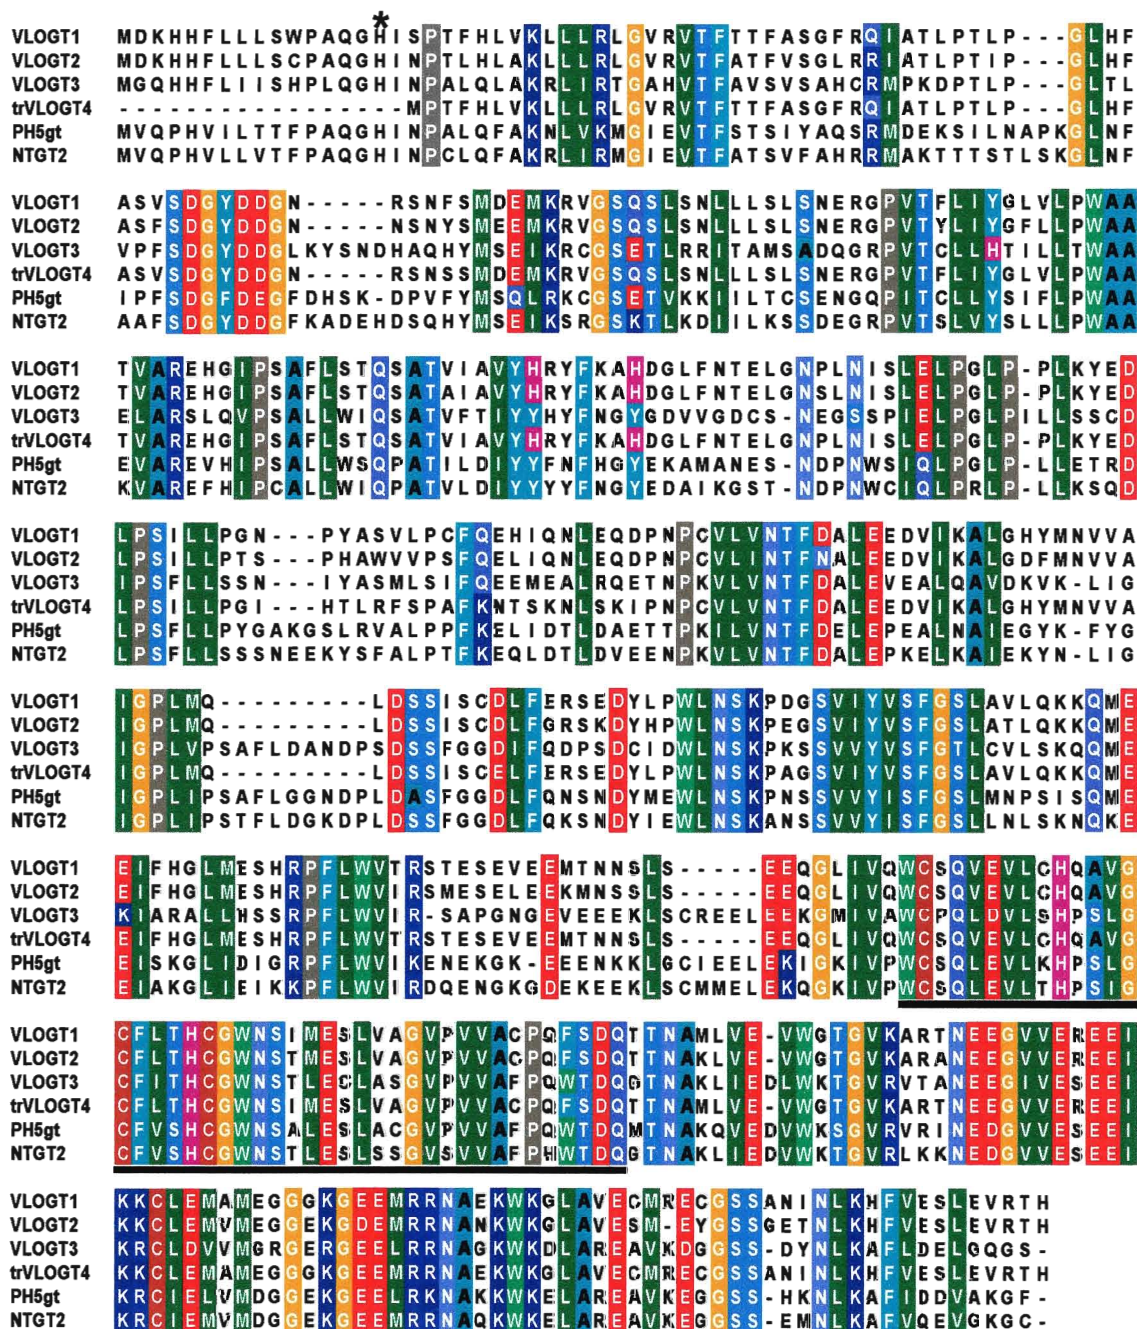 *
VLOGT1 MDKHHFLLLSWPAQGHISPTFHLVKLLLRLGVRVTFTTFASGFRQIATLPTLP---GLHF
VLOGT2 MDKHHFLLLSCPAQGHINPTLHLAKLLLRLGVRVTFATFVSGLRRIATLPTIP---GLHF
VLOGT3 MGQHHFLIISHPLQGHINPALQLAKRLIRTGAHVTFAVSVSAHCRMPKDPTLP---GLTL
trVLOGT4 -----------------MPTFHLVKLLLRLGVRVTFTTFASGFRQIATLPTLP---GLHF
PH5gt MVQPHVILTTFPAQGHINPALQFAKNLVKMGIEVTFSTSIYAQSRMDEKSILNAPKGLNF
NTGT2 MVQPHVLLVTFPAQGHINPCLQFAKRLIRMGIEVTFATSVFAHRRMAKTTTSTLSKGLNF
VLOGT1 ASVSDGYDDGN-----RSNFSMDEMKRVGSQSLSNLLLSLSNERGPVTFLIYGLVLPWAA
VLOGT2 ASFSDGYDDGN-----NSNYSMEEMKRVGSQSLSNLLLSLSNERGPVTYLIYGFLLPWAA
VLOGT3 VPFSDGYDDGLKYSNDHAQHYMSEIKRCGSETLRRITAMSADQGRPVTCLLHTILLTWAA
trVLOGT4 ASVSDGYDDGN-----RSNSSMDEMKRVGSQSLSNLLLSLSNERGPVTFLIYGLVLPWAA
PH5gt IPFSDGFDEGFDHSK-DPVFYMSQLRKCGSETVKKIILTCSENGQPITCLLYSIFLPWAA
NTGT2 AAFSDGYDDGFKADEHDSQHYMSEIKSRGSKTLKDIILKSSDEGRPVTSLVYSLLLPWAA
VLOGT1 TVAREHGIPSAFLSTQSATVIAVYHRYFKAHDGLFNTELGNPLNISLELPGLP-PLKYED
VLOGT2 TVAREHGIPSAFLSTQSATAIAVYHRYFKAHDGLFNTELGNSLNISLELPGLP-PLKYED
VLOGT3 ELARSLQVPSALLWIQSATVFTIYYHYFNGYGDVVGDCS-NEGSSPIELPGLPILLSSCD
trVLOGT4 TVAREHGIPSAFLSTQSATVIAVYHRYFKAHDGLFNTELGNPLNISLELPGLP-PLKYED
PH5gt EVAREVHIPSALLWSQPATILDIYYFNFHGYEKAMANES-NDPNWSIQLPGLP-LLETRD
NTGT2 KVAREFHIPCALLWIQPATVLDIYYYYFNGYEDAIKGST-NDPNWCIQLPRLP-LLKSQD
VLOGT1 LPSILLPGN---PYASVLPCFQEHIQNLEQDPNPCVLVNTFDALEEDVIKALGHYMNVVA
VLOGT2 LPSILLPTS---PHAWVVPSFQELIQNLEQDPNPCVLVNTFNALEEDVIKALGDFMNVVA
VLOGT3 IPSFLLSSN---IYASMLSIFQEEMEALRQETNPKVLVNTFDALEVEALQAVDKVK-LIG
trVLOGT4 LPSILLPGI---HTLRFSPAFKNTSKNLSKIPNPCVLVNTFDALEEDVIKALGHYMNVVA
PH5gt LPSFLLPYGAKGSLRVALPPFKELIDTLDAETTPKILVNTFDELEPEALNAIEGYK-FYG
NTGT2 LPSFLLSSSNEEKYSFALPTFKEQLDTLDVEENPKVLVNTFDALEPKELKAIEKYN-LIG
VLOGT1 IGPLMQ---------LDSSISCDLFERSEDYLPWLNSKPDGSVIYVSFGSLAVLQKKQME
VLOGT2 IGPLMQ---------LDSSISCDLFGRSKDYHPWLNSKPEGSVIYVSFGSLATLQKKQME
VLOGT3 IGPLVPSAFLDANDPSDSSFGGDIFQDPSDCIDWLNSKPKSSVVYVSFGTLCVLSKQQME
trVLOGT4 IGPLMQ---------LDSSISCELFERSEDYLPWLNSKPAGSVIYVSFGSLAVLQKKQME
PH5gt IGPLIPSAFLGGNDPLDASFGGDLFQNSNDYMEWLNSKPNSSVVYISFGSLMNPSISQME
NTGT2 IGPLIPSTFLDGKDPLDSSFGGDLFQKSNDYIEWLNSKANSSVVYISFGSLLNLSKNQKE
VLOGT1 EIFHGLMESHRPFLWVTRSTESEVEEMTNNSLS-----EEQGLIVQWCSQVEVLCHQAVG
VLOGT2 EIFHGLMESHRPFLWVTRSMESELEEKMNSSLS-----EEQGLIVQWCSQVEVLCHQAVG
VLOGT3 KIARALLHSSRPFLWVIR-SAPGNGEVEEEKLSCREELEEKGMIVAWCPQLDVLSHPSLG
trVLOGT4 EIFHGLMESHRPFLWVTRSTESEVEEMTNNSLS-----EEQGLIVQWCSQVEVLCHQAVG
PH5gt EISKGLIDIGRPFLWVIKENEKGK-EEENKKLGCIEELEKIGKIVPWCSQLEVLKHPSLG
NTGT2 EIAKGLIEIKKPFLWVIRDQENGKGDEKEEKLSCMMELEKQGKIVPWCSQLEVLTHPSIG
VLOGT1 CFLTHCGWNSIMESLVAGVPVVACPQFSDQTTNAMLVE-VWGTGVKARTNEEGVVEREEI
VLOGT2 CFLTHCGWNSTMESLVAGVPVVACPQFSDQTTNAMLVE-VWGTGVKARANEEGVVEREEI
VLOGT3 CFITHCGWNSTLECLASGVPVVAFPQWTDQGTNAKLIEDLWKTGVRVTANEEGIVESEEI
trVLOGT4 CFLTHCGWNSIMESLVAGVPVVACPQFSDQTTNAMLVE-VWGTGVKARTNEEGVVEREEI
PH5gt CFVSHCGWNSALESLACGVPVVAFPQWTDQMTNAKQVEDVWKSGVRVRINEDGVVESEEI
NTGT2 CFVSHCGWNSTLESLSSGVSVVAFPHWTDQGTNAKLIEDVWKTGVRLKKNEDGVVESEEI
VLOGT1 KKCLEMAMEGGGKGEEMRRNAEKWKGLAVECMRECGSSANINLKHFVESLEVRTH
VLOGT2 KKCLEMVMEGGEKGDEMRRNANKWKGLAVESM-EYGSSGETNLKHFVESLEVRTH
VLOGT3 KRCLDVVMGRGERGEELRRNAGKWKDLAREAVKDGGSS-DYNLKAFLDELGQGS-
trVLOGT4 KKCLEMAMEGGGKGEEMRRNAEKWKGLAVECMRECGSSANINLKHFVESLEVRTH
PH5gt KRCIELVMDGGEKGEELRKNAKKWKELAREAVKEGGSS-HKNLKAFIDDVAKGF-
NTGT2 KRCIEMVMDGGEKGEEMRRNAQKWKELAREAVKEGGSS-EMNLKAFVQEVGKGC-